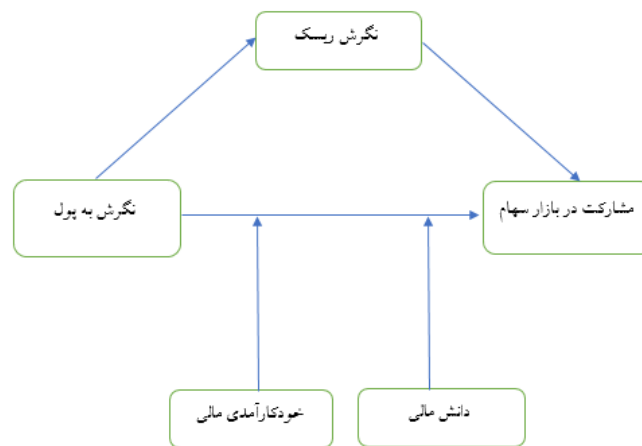 نگرش ریسک
نگرش به پول
مشارکت در بازار سهام
خودکارآمدی مالی
دانش مالی